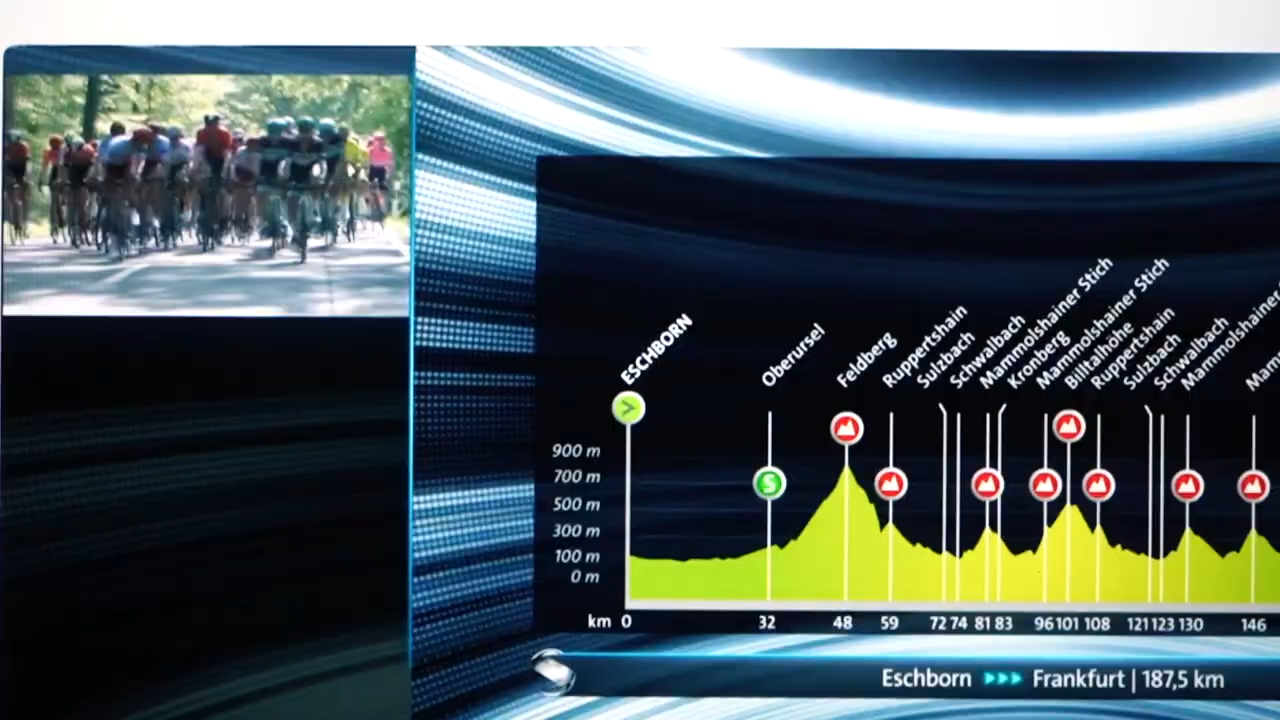 ESCHBORN
Oberursel
Feldberg
Ruppertshain
Sulzbach
Schwalbach
Mammolshainer Stich
Kronberg
Mammolshainer Stich
Billtalhöhe
Ruppertshain
Sulzbach
Schwalbach
Mammolshainer
S
900 m
700 m
500 m
300 m
100 m
0 m
km 0 32 48 59 72 74 81 83 96 101 108 121 123 130 146
Eschborn Frankfurt | 187,5 km